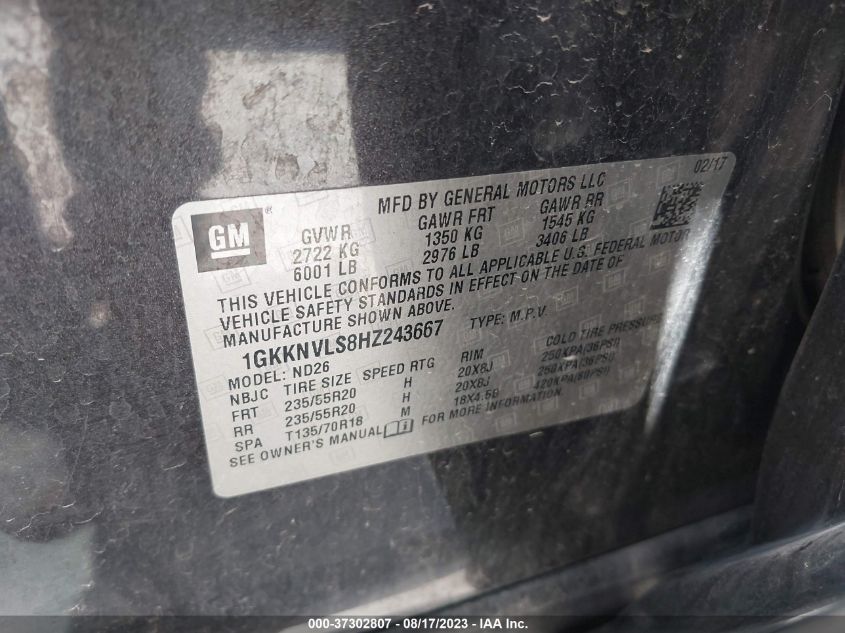 02/17
MFD BY GENERAL MOTORS LLC
GM ®
GVWR GAWR FRT GAWR RR
2722 KG 1350 KG 1545 KG
6001 LB 2976 LB 3406 LB
THIS VEHICLE CONFORMS TO ALL APPLICABLE U.S. FEDERAL MOTOR
VEHICLE SAFETY STANDARDS IN EFFECT ON THE DATE OF
MANUFACTURE SHOWN ABOVE.
1GKKNVLS8HZ243667 TYPE: M.P.V.
MODEL: ND26
NBJC TIRE SIZE SPEED RTG RIM COLD TIRE PRESSURE
FRT 235/55R20 H 20X8J 250KPA(36PSI)
RR 235/55R20 H 20X8J 250KPA(36PSI)
SPA T135/70R18 M 18X4.5B 420KPA(60PSI)
SEE OWNER'S MANUAL FOR MORE INFORMATION.
000-37302807 - 08/17/2023 - IAA Inc.